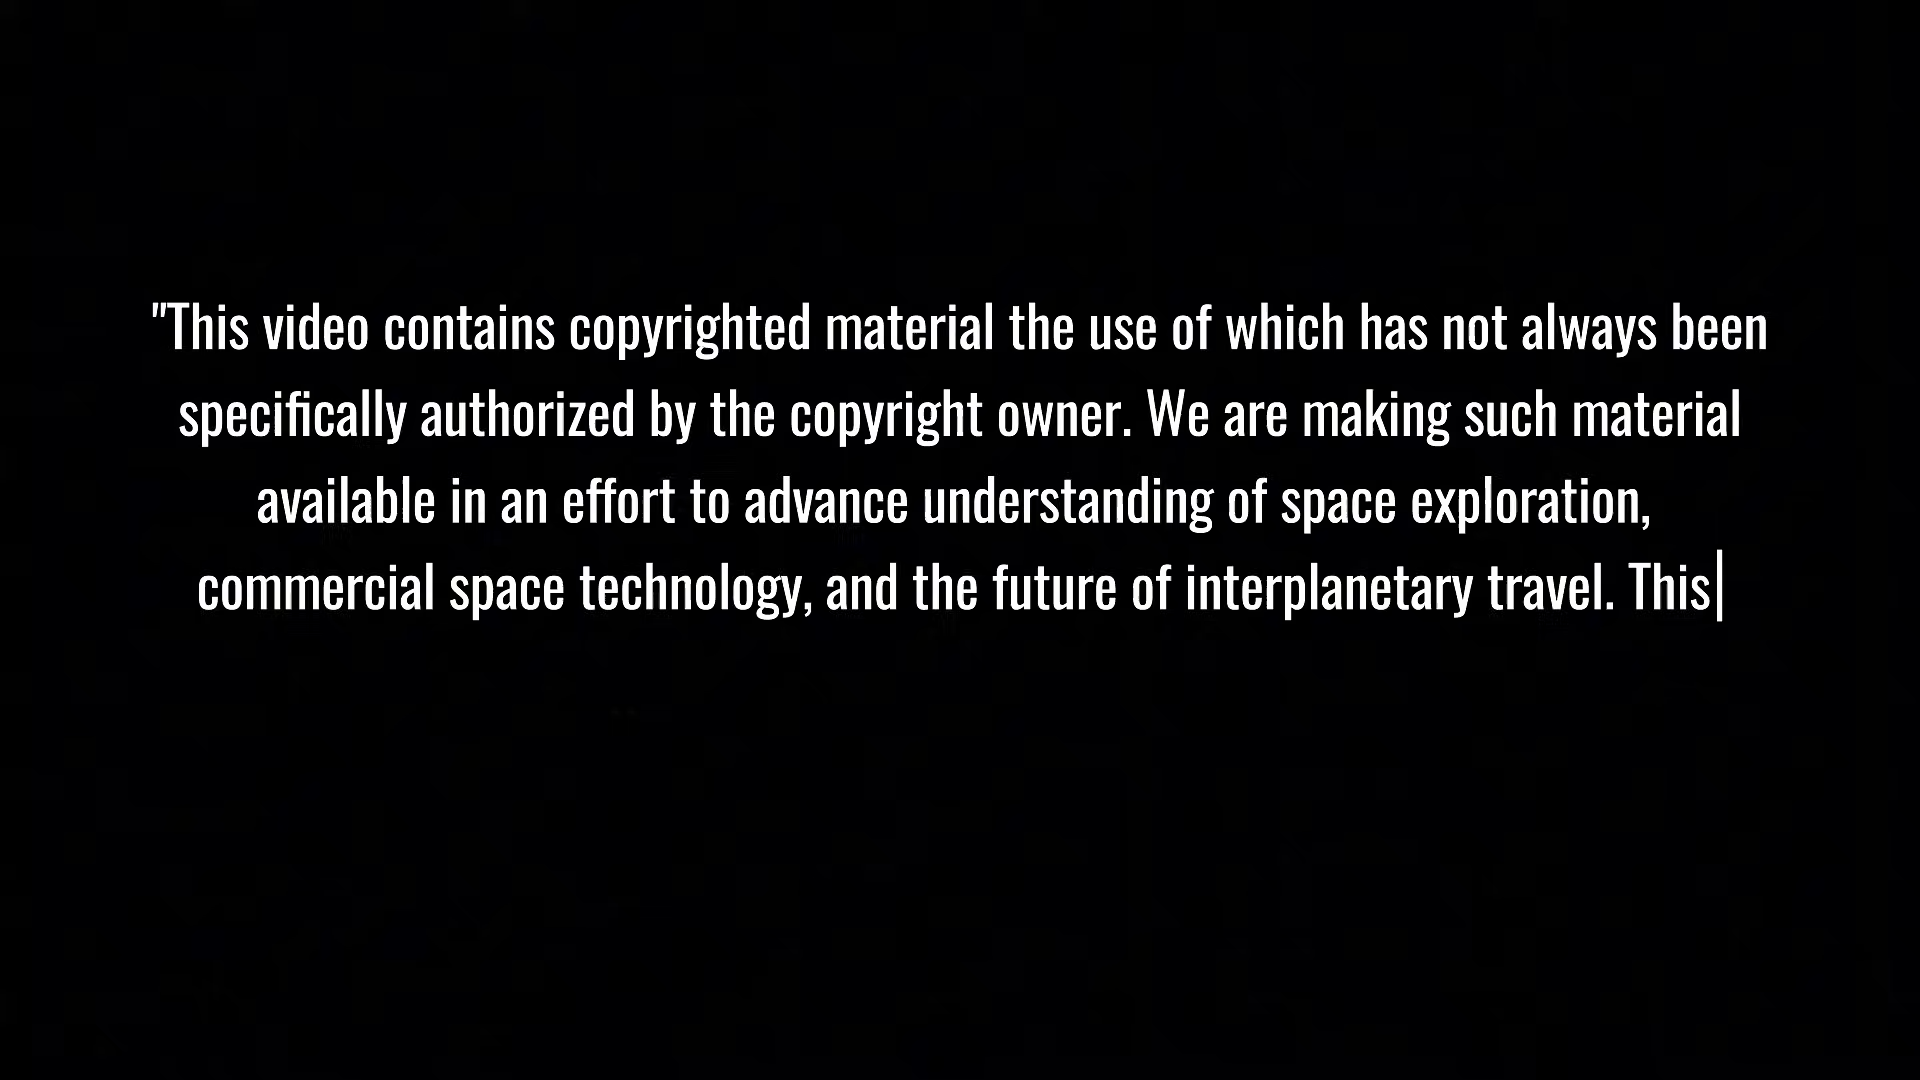 "This video contains copyrighted material the use of which has not always been
specifically authorized by the copyright owner. We are making such material
available in an effort to advance understanding of space exploration,
commercial space technology, and the future of interplanetary travel. This